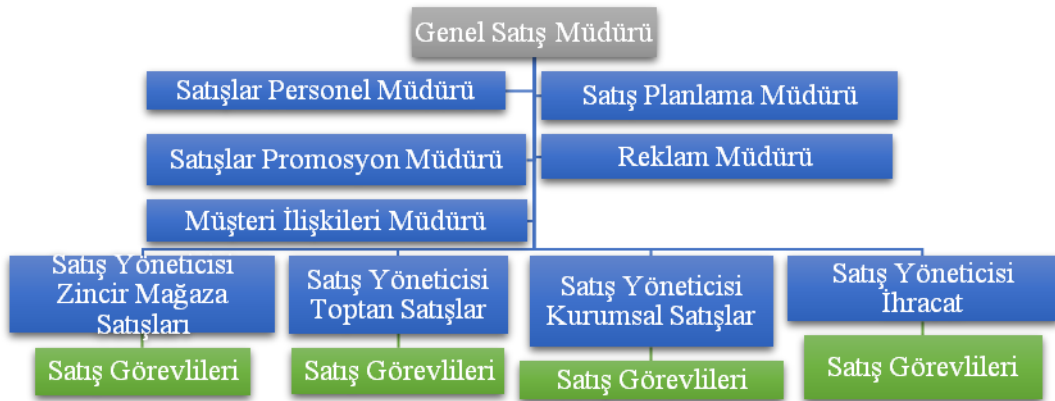 Genel Satış Müdürü
Satışlar Personel Müdürü
Satış Planlama Müdürü
Satışlar Promosyon Müdürü
Reklam Müdürü
Müşteri İlişkileri Müdürü
Satış Yöneticisi
Zincir Mağaza
Satışları
Satış Yöneticisi
Toptan Satışlar
Satış Yöneticisi
Kurumsal Satışlar
Satış Yöneticisi
İhracat
Satış Görevlileri
Satış Görevlileri
Satış Görevlileri
Satış Görevlileri